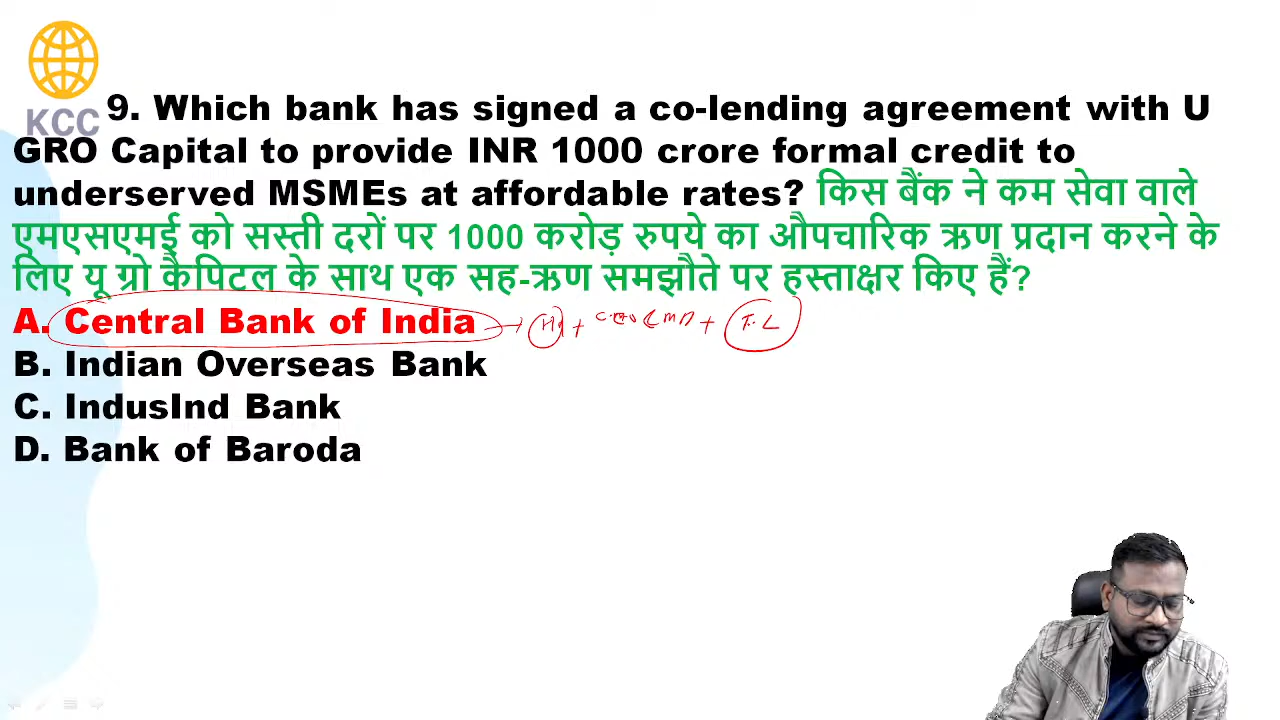 KCC
9. Which bank has signed a co-lending agreement with U
GRO Capital to provide INR 1000 crore formal credit to
underserved MSMEs at affordable rates? किस बैंक ने कम सेवा वाले
एमएसएमई को सस्ती दरों पर 1000 करोड़ रुपये का औपचारिक ऋण प्रदान करने के
लिए यू ग्रो कैपिटल के साथ एक सह-ऋण समझौते पर हस्ताक्षर किए हैं?
A. Central Bank of India → Hq + CEO + T.L
B. Indian Overseas Bank
C. IndusInd Bank
D. Bank of Baroda